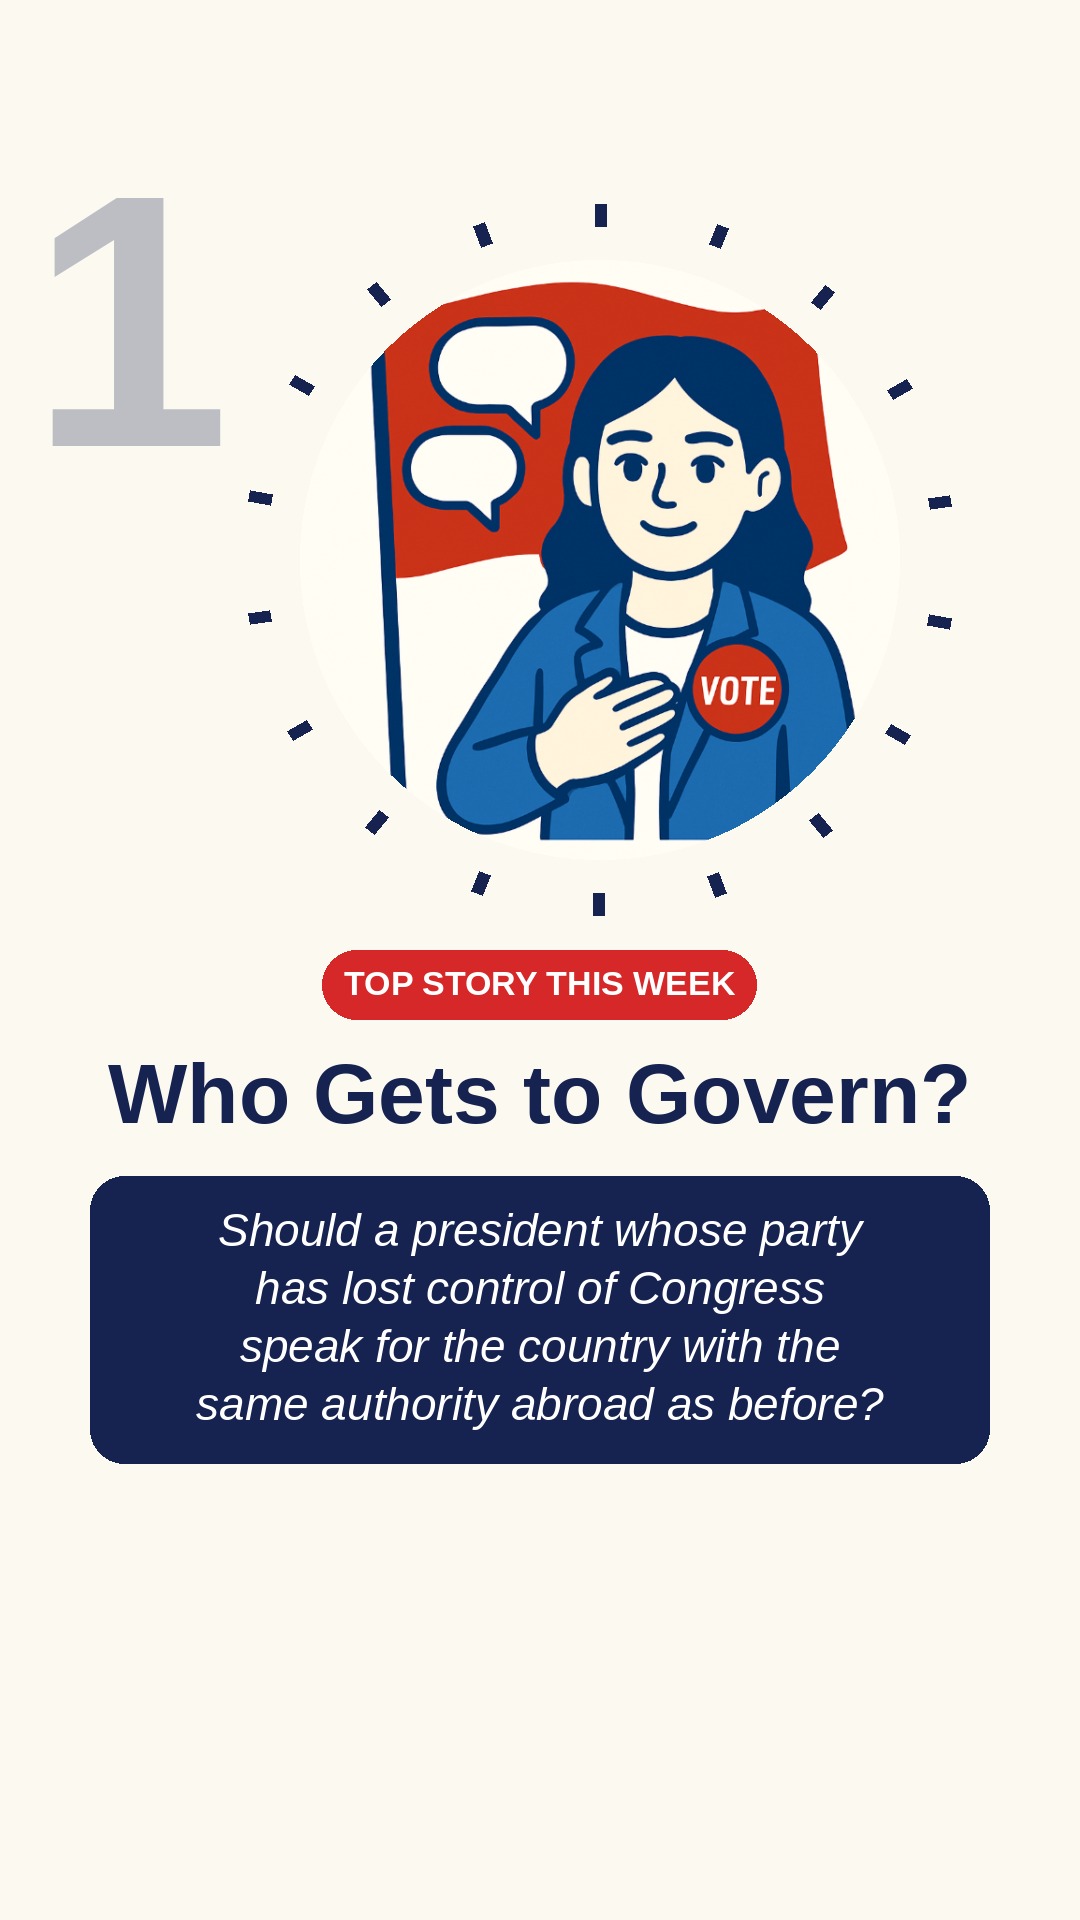 1
VOTE
TOP STORY THIS WEEK
Who Gets to Govern?
Should a president whose party
has lost control of Congress
speak for the country with the
same authority abroad as before?